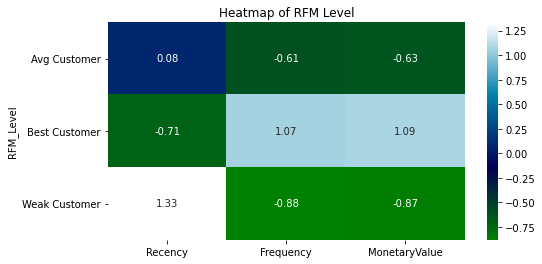 Heatmap of RFM Level
RFM_Level
Avg Customer
0.08
-0.61
-0.63
Best Customer
-0.71
1.07
1.09
Weak Customer
1.33
-0.88
-0.87
Recency
Frequency
MonetaryValue
1.25
1.00
0.75
0.50
0.25
0.00
−0.25
−0.50
−0.75